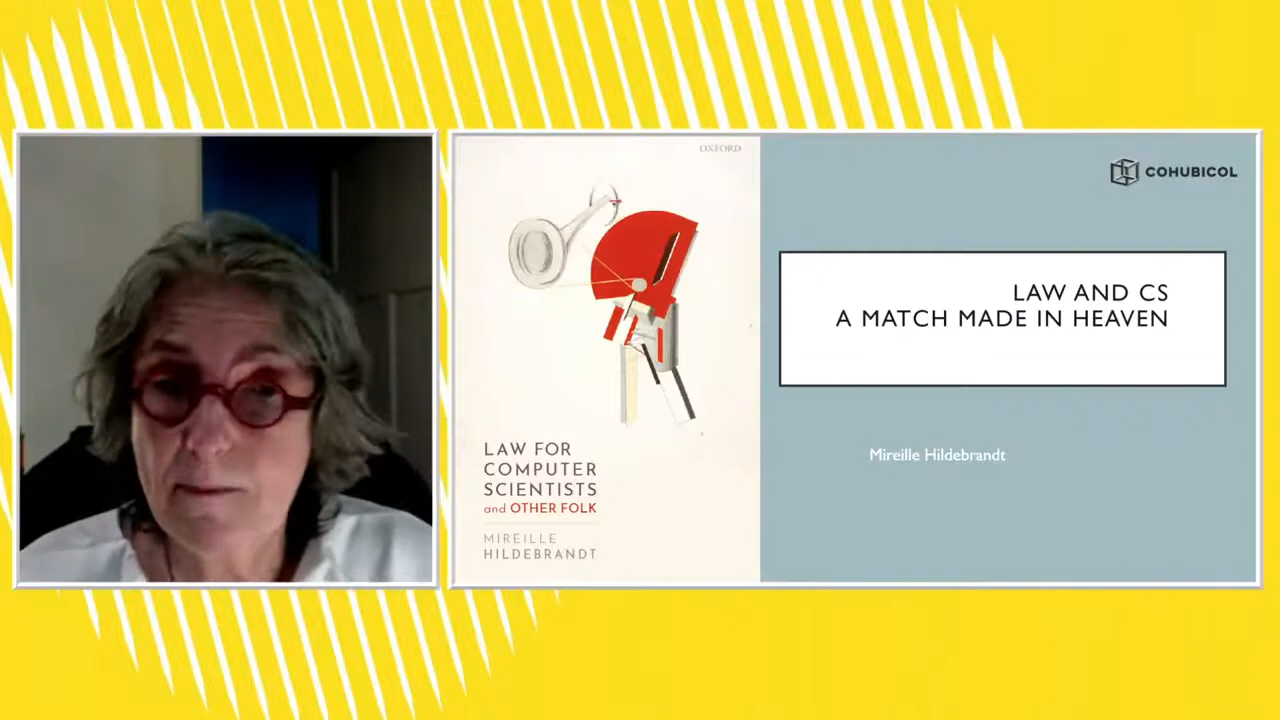 OXFORD
LAW FOR
COMPUTER
SCIENTISTS
and OTHER FOLK
MIREILLE
HILDEBRANDT
COHUBICOL
LAW AND CS
A MATCH MADE IN HEAVEN
Mireille Hildebrandt